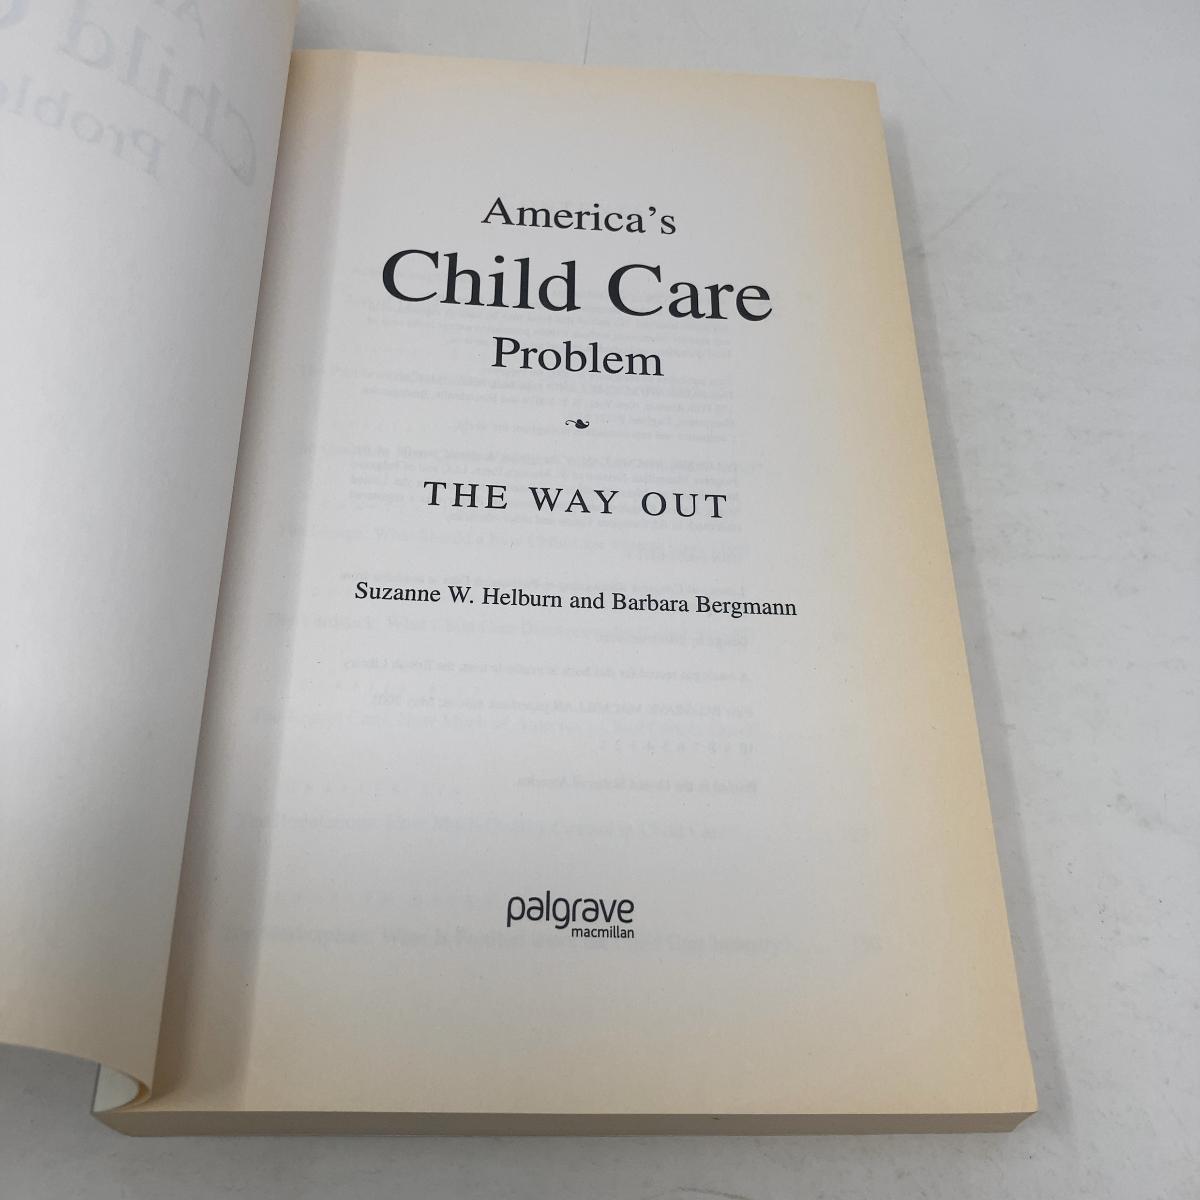 America's
Child Care
Problem
THE WAY OUT
Suzanne W. Helburn and Barbara Bergmann
palgrave
macmillan